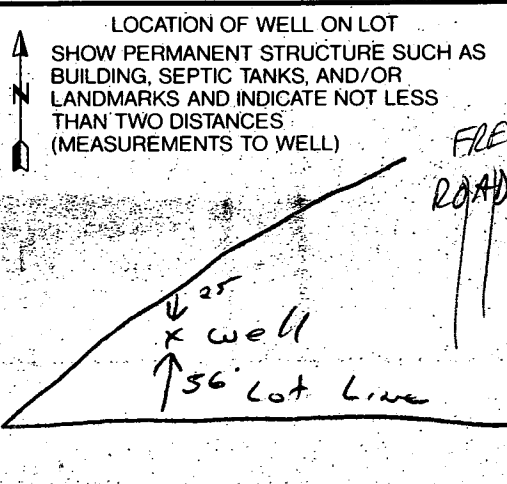 LOCATION OF WELL ON LOT
SHOW PERMANENT STRUCTURE SUCH AS
BUILDING, SEPTIC TANKS, AND/OR
LANDMARKS AND INDICATE NOT LESS
THAN TWO DISTANCES
(MEASUREMENTS TO WELL)
N
FRE
ROAD
25
x well
56' Lot Line